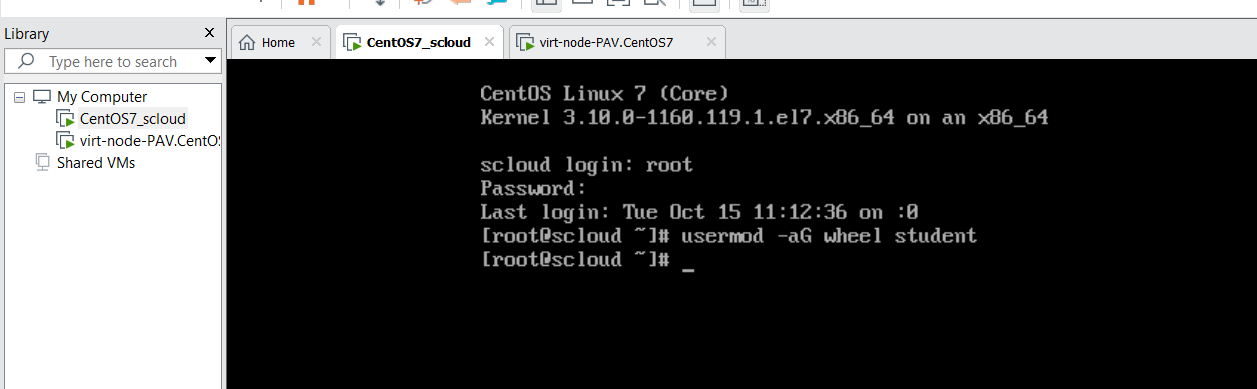 Library
X
Type here to search
My Computer
CentOS7_scloud
virt-node-PAV.CentOS
Shared VMs
Home
CentOS7_scloud
virt-node-PAV.CentOS7
CentOS Linux 7 (Core)
Kernel 3.10.0-1160.119.1.el7.x86_64 on an x86_64
scloud login: root
Password:
Last login: Tue Oct 15 11:12:36 on :0
[root@scloud ~]# usermod -aG wheel student
[root@scloud ~]# _